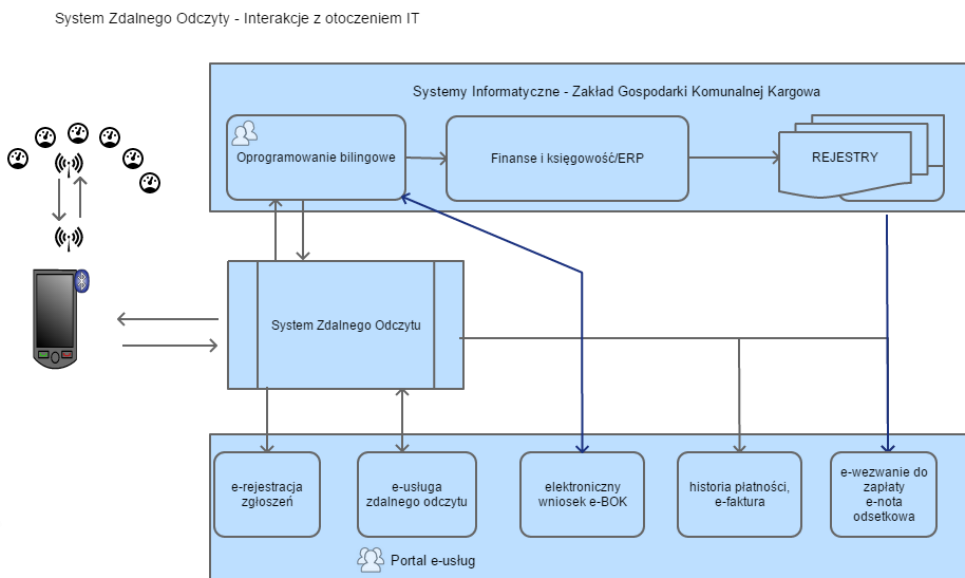 System Zdalnego Odczyty - Interakcje z otoczeniem IT
Systemy Informatyczne - Zakład Gospodarki Komunalnej Kargowa
Oprogramowanie bilingowe
Finanse i księgowość/ERP
REJESTRY
System Zdalnego Odczytu
e-rejestracja
zgłoszeń
e-usługa
zdalnego odczytu
elektroniczny
wniosek e-BOK
historia płatności,
e-faktura
e-wezwanie do
zapłaty
e-nota
odsetkowa
Portal e-usług